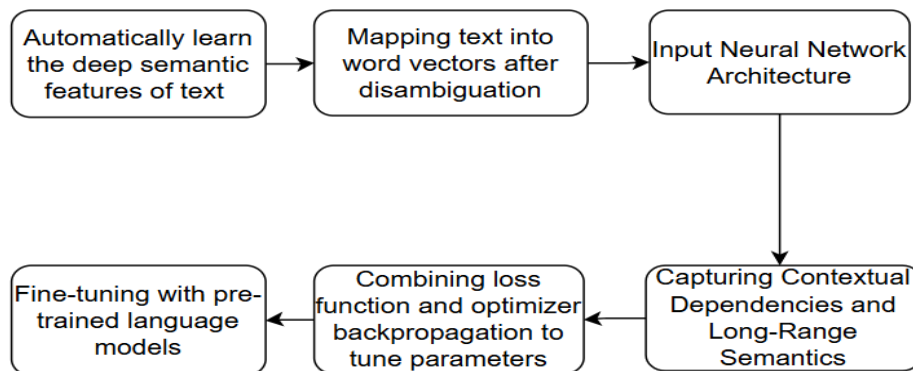 Automatically learn
the deep semantic
features of text
Mapping text into
word vectors after
disambiguation
Input Neural Network
Architecture
Capturing Contextual
Dependencies and
Long-Range
Semantics
Combining loss
function and optimizer
backpropagation to
tune parameters
Fine-tuning with pre-
trained language
models